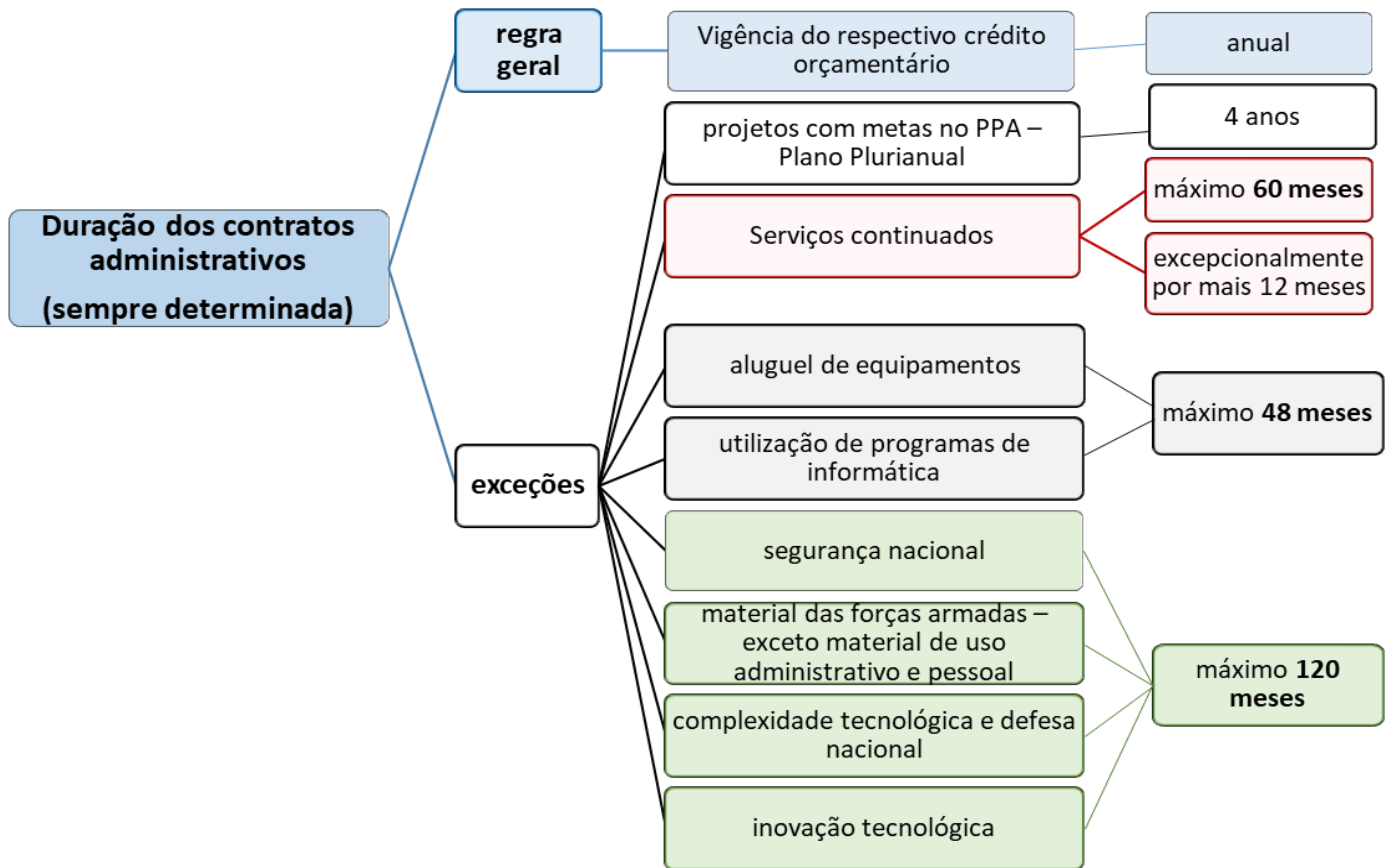 Duração dos contratos
administrativos
(sempre determinada)
regra
geral
Vigência do respectivo crédito
orçamentário
anual
exceções
projetos com metas no PPA –
Plano Plurianual
4 anos
Serviços continuados
máximo 60 meses
excepcionalmente
por mais 12 meses
aluguel de equipamentos
utilização de programas de
informática
máximo 48 meses
segurança nacional
material das forças armadas –
exceto material de uso
administrativo e pessoal
complexidade tecnológica e defesa
nacional
inovação tecnológica
máximo 120
meses